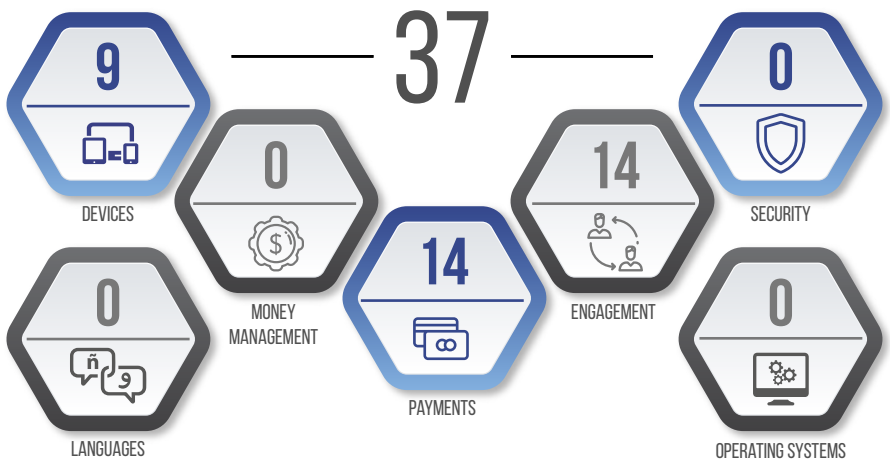 37
9
DEVICES
0
MONEY
MANAGEMENT
$
14
PAYMENTS
14
ENGAGEMENT
0
SECURITY
0
ñ
و
LANGUAGES
0
OPERATING SYSTEMS